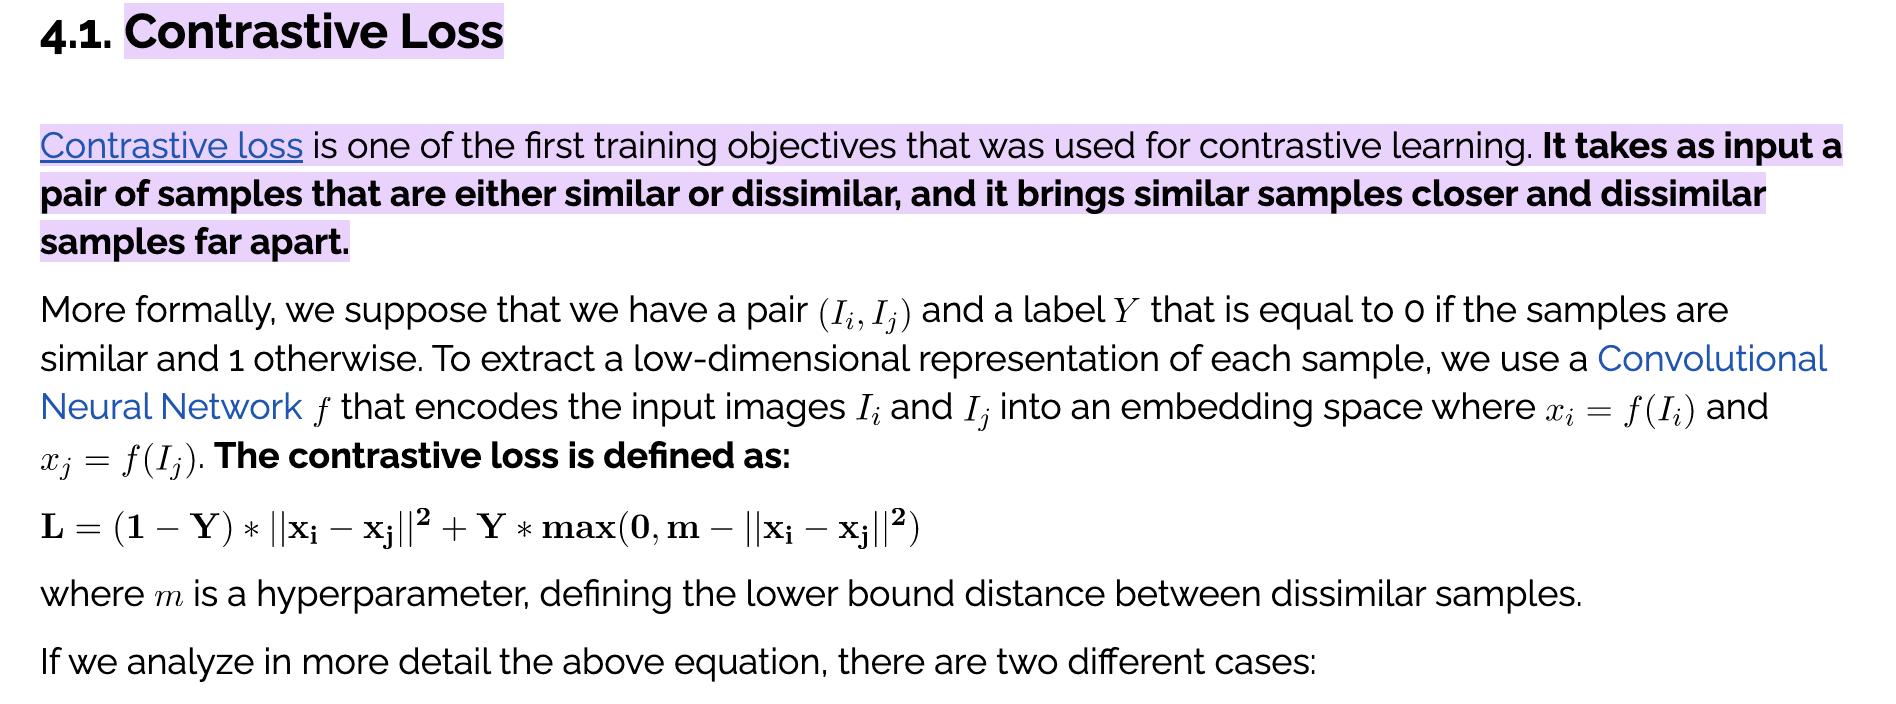 4.1. Contrastive Loss
Contrastive loss is one of the first training objectives that was used for contrastive learning. It takes as input a
pair of samples that are either similar or dissimilar, and it brings similar samples closer and dissimilar
samples far apart.
More formally, we suppose that we have a pair (I_i, I_j) and a label Y that is equal to 0 if the samples are
similar and 1 otherwise. To extract a low-dimensional representation of each sample, we use a Convolutional
Neural Network f that encodes the input images I_i and I_j into an embedding space where x_i = f(I_i) and
x_j = f(I_j). The contrastive loss is defined as:
L = (1 − Y) * ||x_i − x_j||^2 + Y * max(0, m − ||x_i − x_j||^2)
where m is a hyperparameter, defining the lower bound distance between dissimilar samples.
If we analyze in more detail the above equation, there are two different cases: